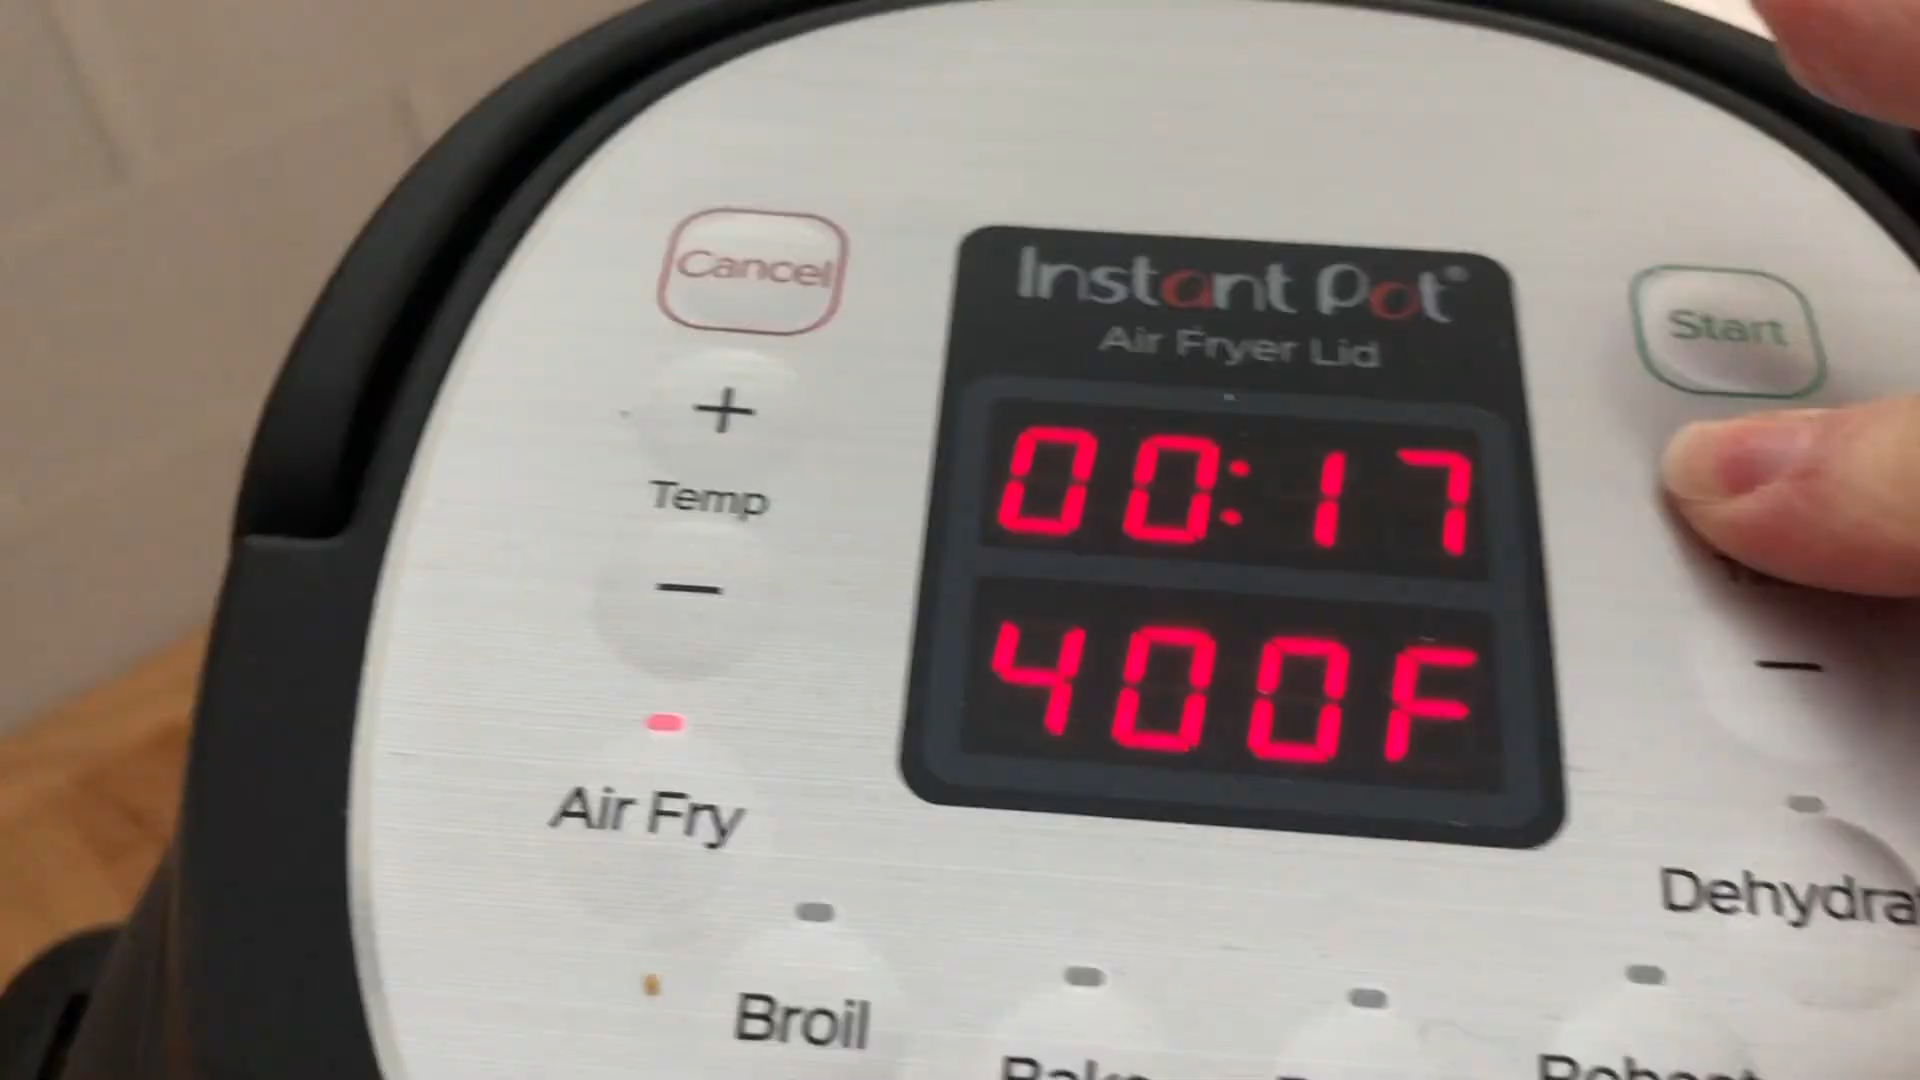 Cancel
Instant Pot®
Air Fryer Lid
Start
+
Temp
−
00:17
400F
−
Air Fry
Dehydra
Broil